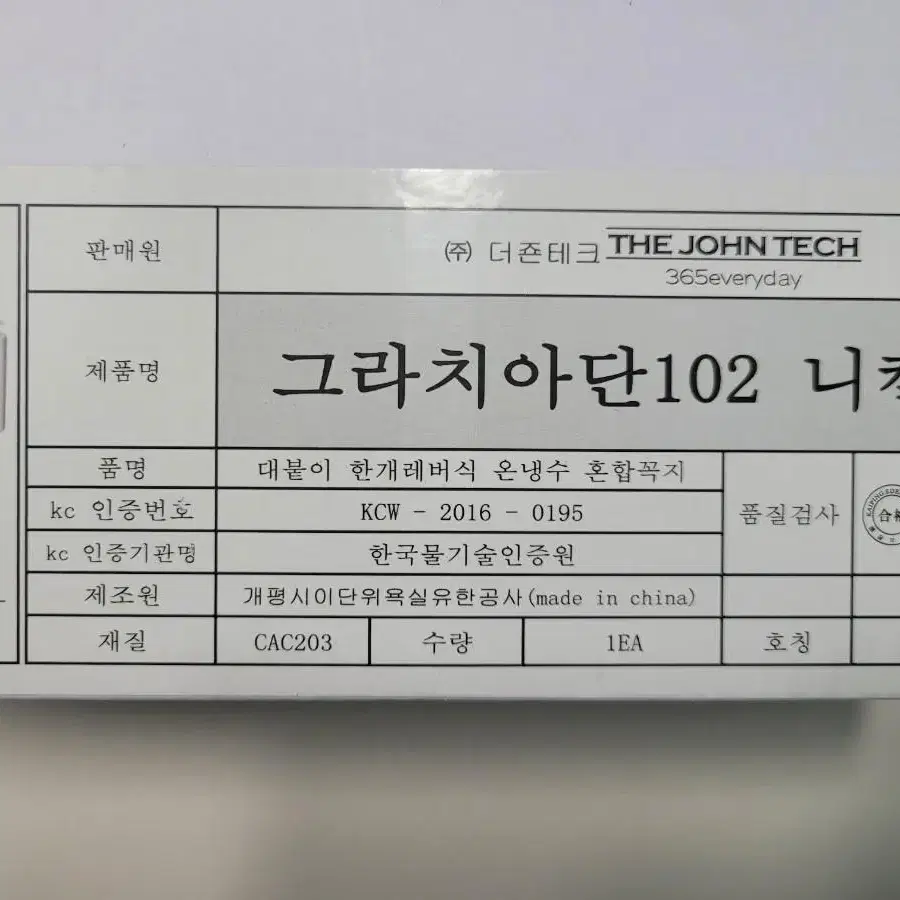 판매원 ㈜ 더죤테크 THE JOHN TECH
365everyday
제품명 그라치아단102
품명 대붙이 한개레버식 온냉수 혼합꼭지
kc 인증번호 KCW - 2016 - 0195 품질검사
kc 인증기관명 한국물기술인증원
제조원 개평시이단위욕실유한공사(made in china)
재질 CAC203 수량 1EA 호칭